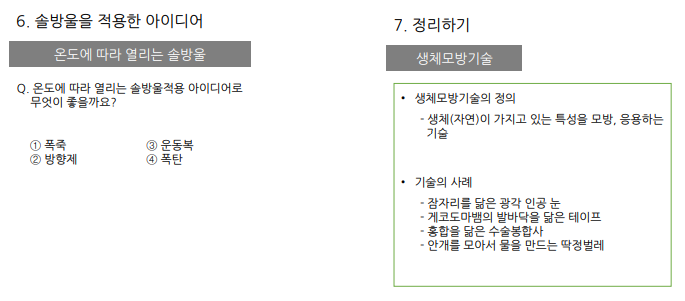 6. 솔방울을 적용한 아이디어
온도에 따라 열리는 솔방울
Q. 온도에 따라 열리는 솔방울적용 아이디어로
무엇이 좋을까요?
① 폭죽
③ 운동복
② 방향제
④ 폭탄
7. 정리하기
생체모방기술
• 생체모방기술의 정의
- 생체(자연)이 가지고 있는 특성을 모방, 응용하는
기술
• 기술의 사례
- 잠자리를 닮은 광각 인공 눈
- 게코도마뱀의 발바닥을 닮은 테이프
- 홍합을 닮은 수술봉합사
- 안개를 모아서 물을 만드는 딱정벌레